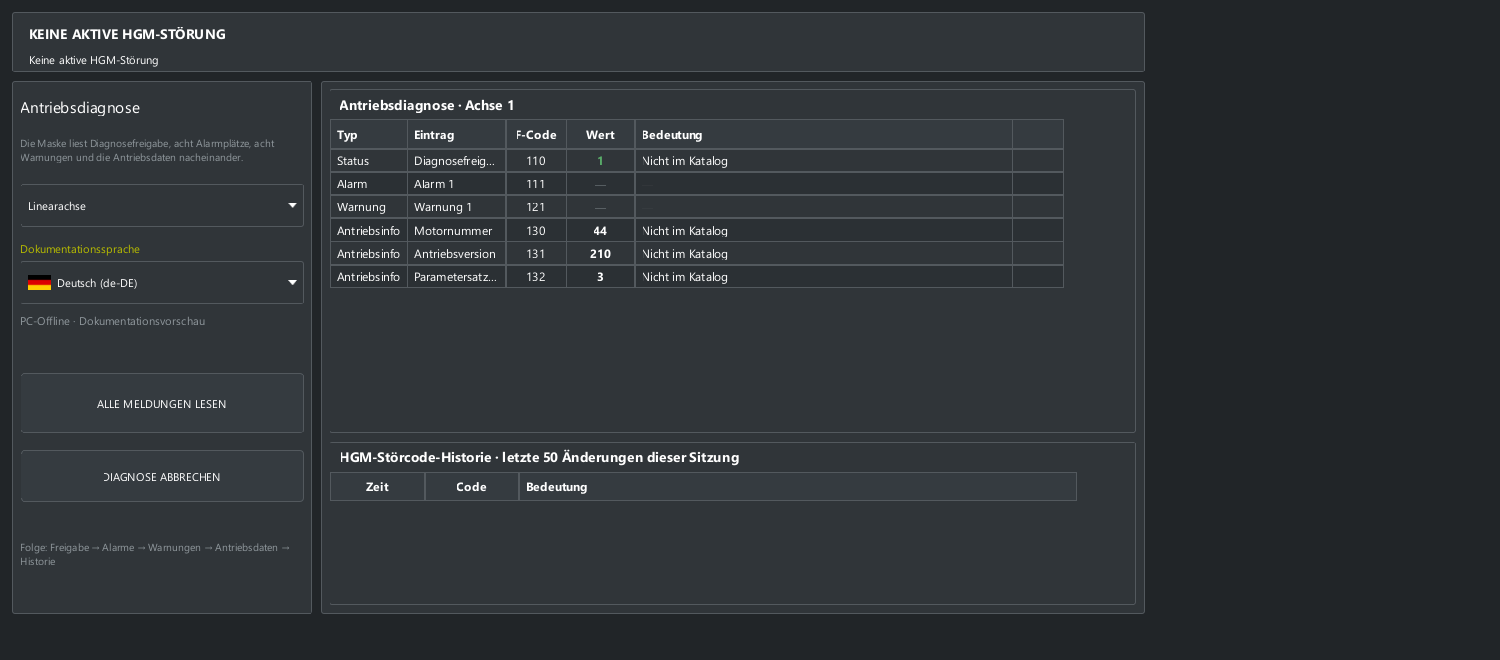 KEINE AKTIVE HGM-STÖRUNG
Keine aktive HGM-Störung
Antriebsdiagnose
Die Maske liest Diagnosefreigabe, acht Alarmplätze, acht
Warnungen und die Antriebsdaten nacheinander.
Linearachse
Dokumentationssprache
Deutsch (de-DE)
PC-Offline · Dokumentationsvorschau
ALLE MELDUNGEN LESEN
DIAGNOSE ABBRECHEN
Folge: Freigabe → Alarme → Warnungen → Antriebsdaten →
Historie
Antriebsdiagnose · Achse 1
Typ Eintrag F-Code Wert Bedeutung
Status Diagnosefreig... 110 1 Nicht im Katalog
Alarm Alarm 1 111 — —
Warnung Warnung 1 121 — —
Antriebsinfo Motornummer 130 44 Nicht im Katalog
Antriebsinfo Antriebsversion 131 210 Nicht im Katalog
Antriebsinfo Parametersatz... 132 3 Nicht im Katalog
HGM-Störcode-Historie · letzte 50 Änderungen dieser Sitzung
Zeit Code Bedeutung